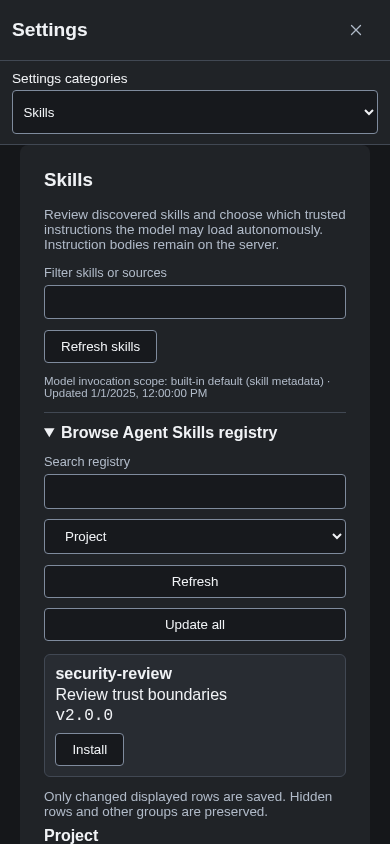 Settings
Settings categories
Skills
Skills
Review discovered skills and choose which trusted
instructions the model may load autonomously.
Instruction bodies remain on the server.
Filter skills or sources
Refresh skills
Model invocation scope: built-in default (skill metadata) ·
Updated 1/1/2025, 12:00:00 PM
Browse Agent Skills registry
Search registry
Project
Refresh
Update all
security-review
Review trust boundaries
v2.0.0
Install
Only changed displayed rows are saved. Hidden
rows and other groups are preserved.
Project